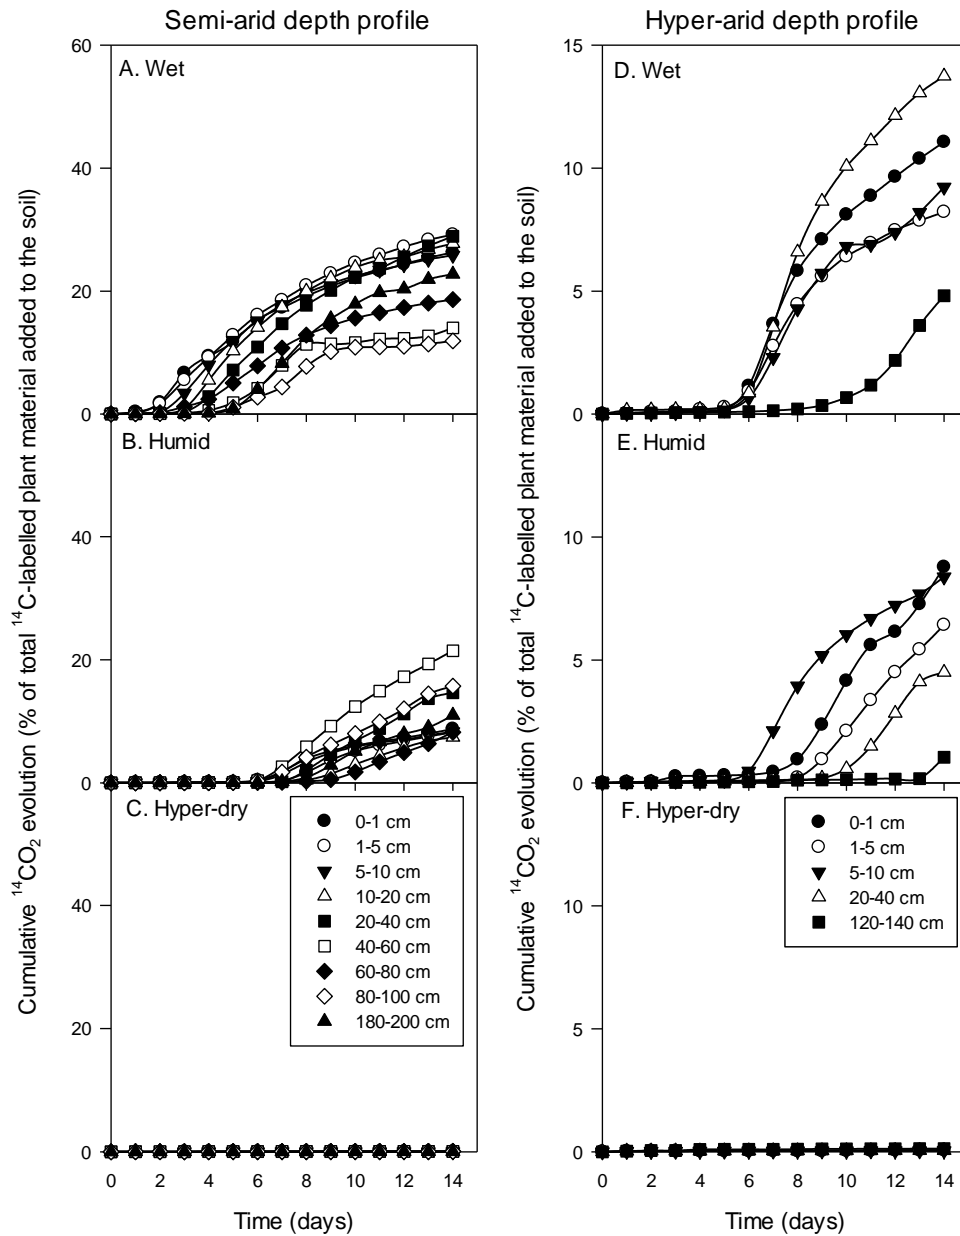 Semi-arid depth profile
Hyper-arid depth profile
Cumulative ¹⁴CO₂ evolution (% of total ¹⁴C-labelled plant material added to the soil)
60
A. Wet
40
20
0
B. Humid
40
20
0
C. Hyper-dry
0-1 cm
1-5 cm
5-10 cm
10-20 cm
20-40 cm
40-60 cm
60-80 cm
80-100 cm
180-200 cm
40
20
0
0 2 4 6 8 10 12 14
Time (days)
Cumulative ¹⁴CO₂ evolution (% of total ¹⁴C-labelled plant material added to the soil)
15
D. Wet
10
5
0
E. Humid
10
5
0
F. Hyper-dry
0-1 cm
1-5 cm
5-10 cm
20-40 cm
120-140 cm
10
5
0
0 2 4 6 8 10 12 14
Time (days)